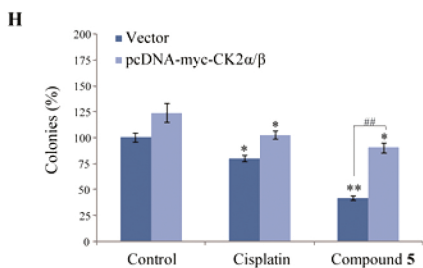 H
Vector
pcDNA-myc-CK2α/β
Colonies (%)
200
175
150
125
100
75
50
25
0
*
*
##
**
*
Control
Cisplatin
Compound 5